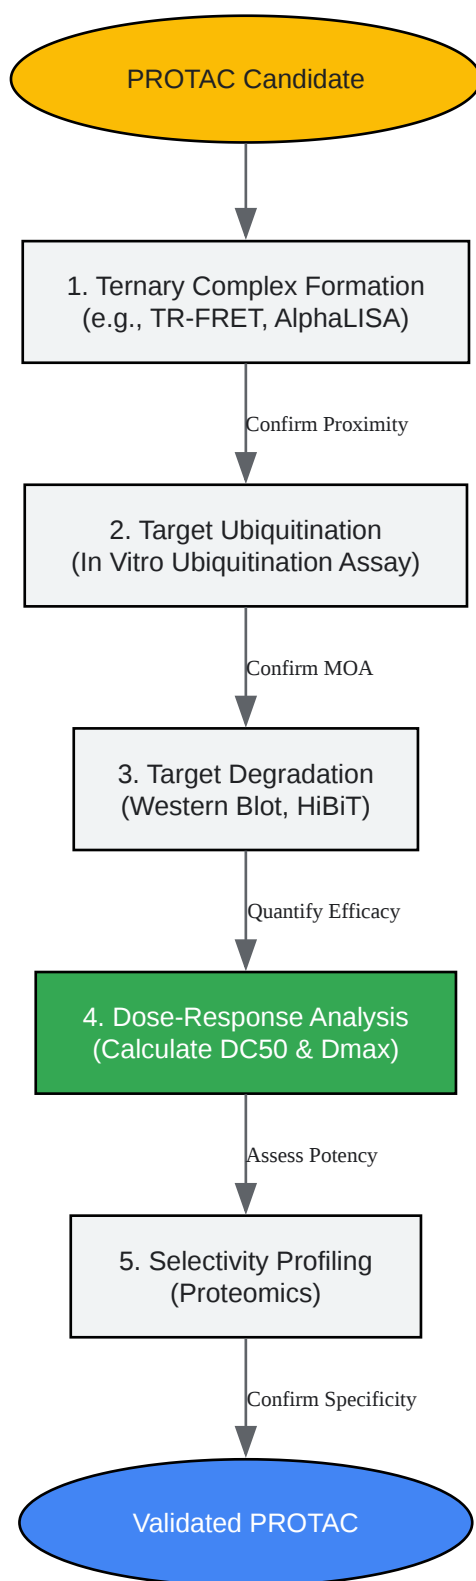 PROTAC Candidate
1. Ternary Complex Formation
(e.g., TR-FRET, AlphaLISA)
Confirm Proximity
2. Target Ubiquitination
(In Vitro Ubiquitination Assay)
Confirm MOA
3. Target Degradation
(Western Blot, HiBiT)
Quantify Efficacy
4. Dose-Response Analysis
(Calculate DC50 & Dmax)
Assess Potency
5. Selectivity Profiling
(Proteomics)
Confirm Specificity
Validated PROTAC